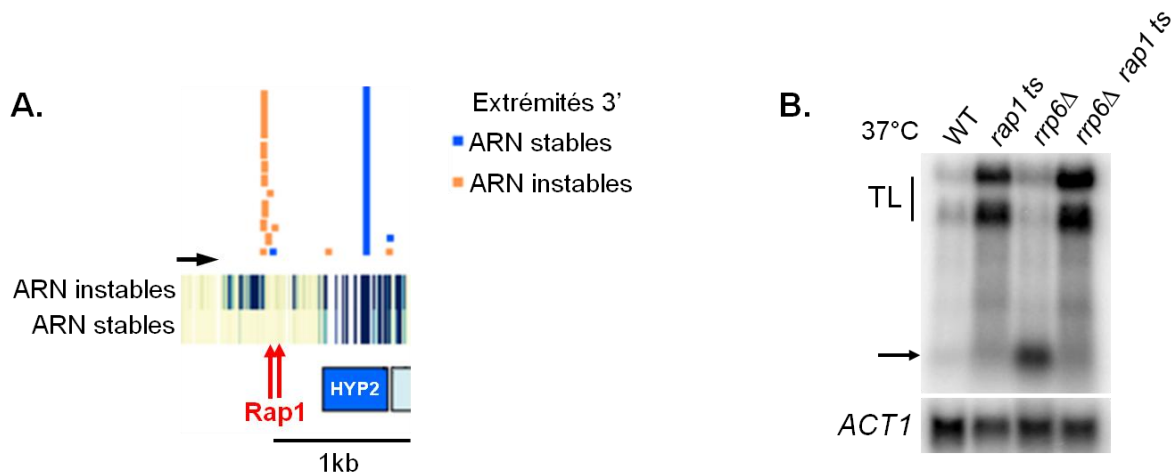 A.
Extrémités 3'
ARN stables
ARN instables
ARN instables
ARN stables
HYP2
Rap1
1kb
B.
37°C
WT
rap1 ts
rrp6Δ
rrp6Δ rap1 ts
TL
ACT1